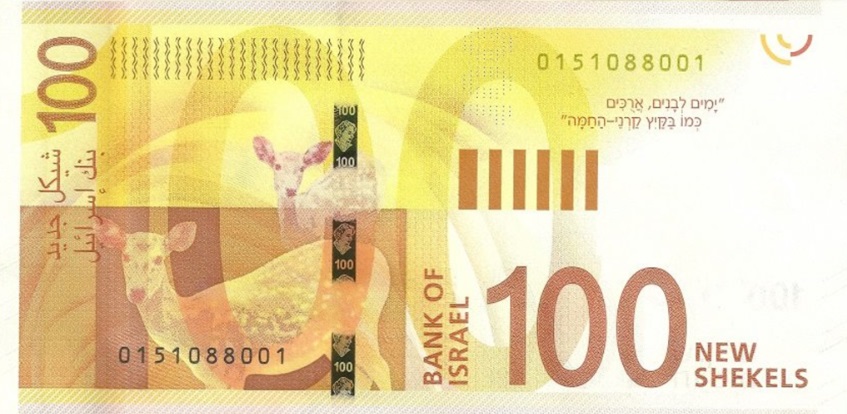 100
شيكل جديد
بنك إسرائيل
0151088001
"יָמִים לְבָנִים, אֲרֻכִּים
כְּמוֹ בַּקַּיִץ קַרְנֵי-הַחַמָּה"
100
100
100
100
0151088001
BANK OF
ISRAEL
100
NEW
SHEKELS